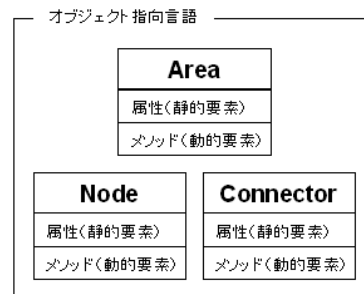 オブジェクト指向言語
Area
属性(静的要素)
メソッド(動的要素)
Node
属性(静的要素)
メソッド(動的要素)
Connector
属性(静的要素)
メソッド(動的要素)